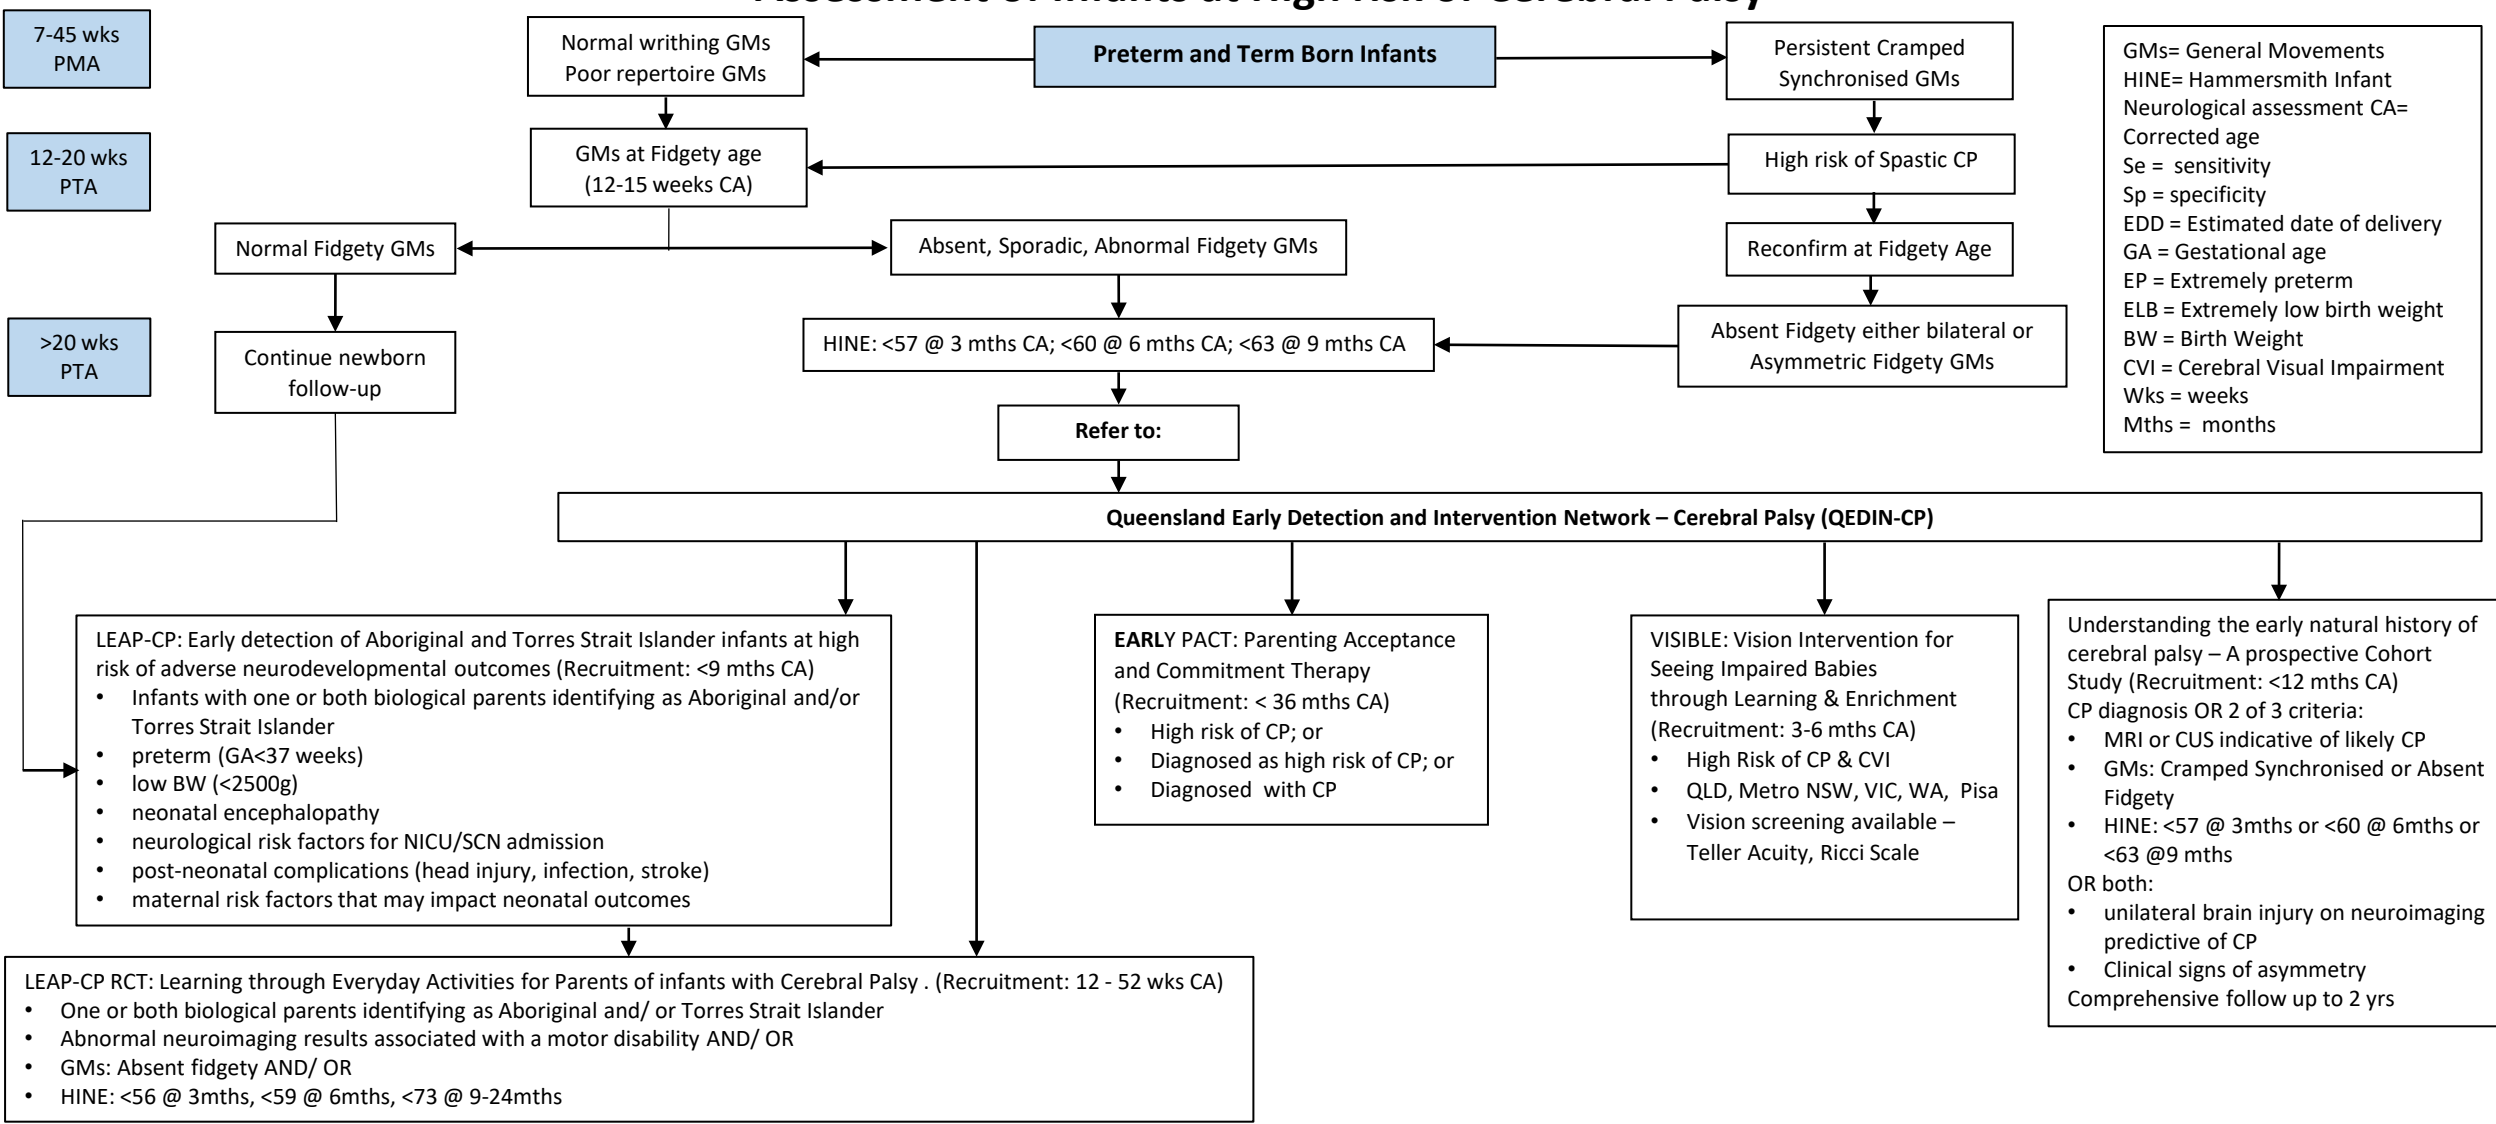 Assessment of Infants at High Risk of Cerebral Palsy
7-45 wks
PMA
Normal writhing GMs
Poor repertoire GMs
Preterm and Term Born Infants
Persistent Cramped
Synchronised GMs
GMs= General Movements
HINE= Hammersmith Infant
Neurological assessment CA=
Corrected age
Se =  sensitivity
Sp = specificity
EDD = Estimated date of delivery
GA = Gestational age
EP = Extremely preterm
ELB = Extremely low birth weight
BW = Birth Weight
CVI = Cerebral Visual Impairment
Wks = weeks
Mths =  months
12-20 wks
PTA
GMs at Fidgety age
(12-15 weeks CA)
High risk of Spastic CP
Normal Fidgety GMs
Absent, Sporadic, Abnormal Fidgety GMs
Reconfirm at Fidgety Age
>20 wks
PTA
Continue newborn
follow-up
HINE: <57 @ 3 mths CA; <60 @ 6 mths CA; <63 @ 9 mths CA
Absent Fidgety either bilateral or
Asymmetric Fidgety GMs
Refer to:
Queensland Early Detection and Intervention Network – Cerebral Palsy (QEDIN-CP)
LEAP-CP: Early detection of Aboriginal and Torres Strait Islander infants at high
risk of adverse neurodevelopmental outcomes (Recruitment: <9 mths CA)
• Infants with one or both biological parents identifying as Aboriginal and/or
Torres Strait Islander
• preterm (GA<37 weeks)
• low BW (<2500g)
• neonatal encephalopathy
• neurological risk factors for NICU/SCN admission
• post-neonatal complications (head injury, infection, stroke)
• maternal risk factors that may impact neonatal outcomes
EARLY PACT: Parenting Acceptance
and Commitment Therapy
(Recruitment: < 36 mths CA)
• High risk of CP; or
• Diagnosed as high risk of CP; or
• Diagnosed  with CP
VISIBLE: Vision Intervention for
Seeing Impaired Babies
through Learning & Enrichment
(Recruitment: 3-6 mths CA)
• High Risk of CP & CVI
• QLD, Metro NSW, VIC, WA,  Pisa
• Vision screening available –
Teller Acuity, Ricci Scale
Understanding the early natural history of
cerebral palsy – A prospective Cohort
Study (Recruitment: <12 mths CA)
CP diagnosis OR 2 of 3 criteria:
• MRI or CUS indicative of likely CP
• GMs: Cramped Synchronised or Absent
Fidgety
• HINE: <57 @ 3mths or <60 @ 6mths or
<63 @9 mths
OR both:
• unilateral brain injury on neuroimaging
predictive of CP
• Clinical signs of asymmetry
Comprehensive follow up to 2 yrs
LEAP-CP RCT: Learning through Everyday Activities for Parents of infants with Cerebral Palsy . (Recruitment: 12 - 52 wks CA)
• One or both biological parents identifying as Aboriginal and/ or Torres Strait Islander
• Abnormal neuroimaging results associated with a motor disability AND/ OR
• GMs: Absent fidgety AND/ OR
• HINE: <56 @ 3mths, <59 @ 6mths, <73 @ 9-24mths